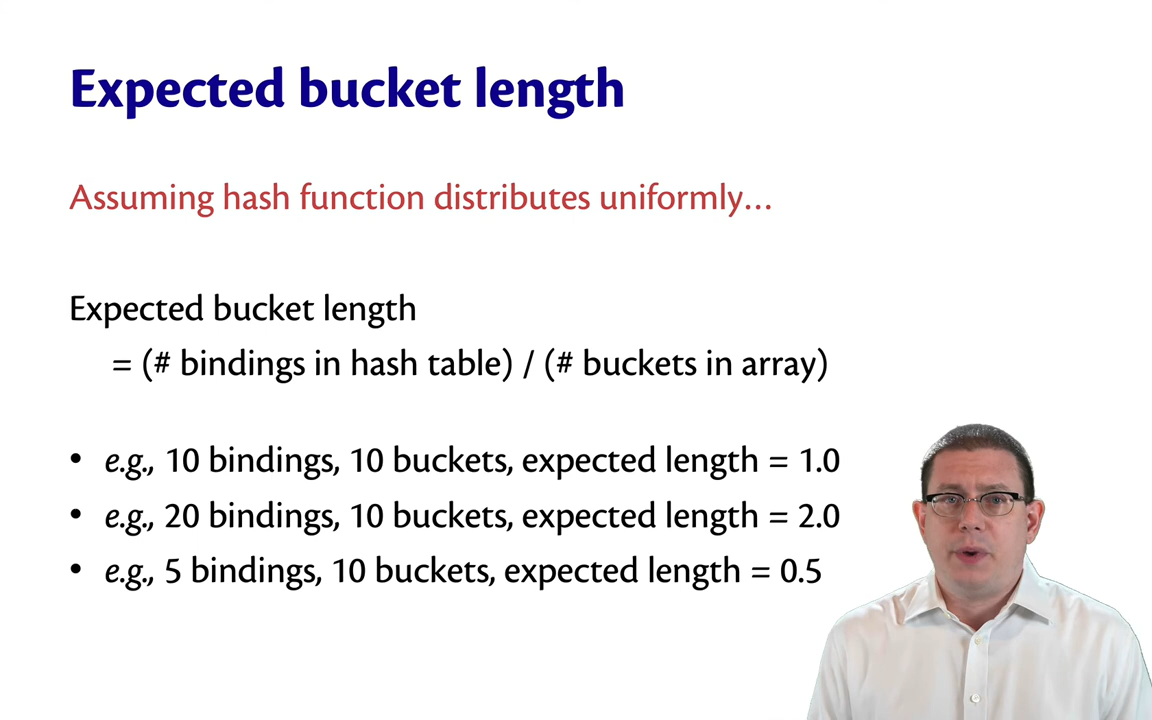 Expected bucket length
Assuming hash function distributes uniformly…
Expected bucket length
= (# bindings in hash table) / (# buckets in array)
• e.g., 10 bindings, 10 buckets, expected length = 1.0
• e.g., 20 bindings, 10 buckets, expected length = 2.0
• e.g., 5 bindings, 10 buckets, expected length = 0.5